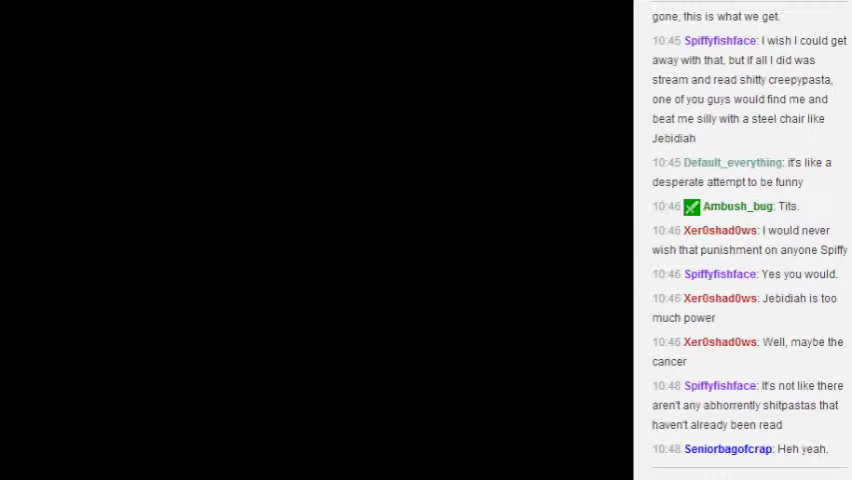 gone, this is what we get.
10:45 Spiffyfishface: I wish I could get
away with that, but if all I did was
stream and read shitty creepypasta,
one of you guys would find me and
beat me silly with a steel chair like
Jebidiah
10:45 Default_everything: it's like a
desperate attempt to be funny
10:46 Ambush_bug: Tits.
10:46 Xer0shad0ws: I would never
wish that punishment on anyone Spiffy
10:46 Spiffyfishface: Yes you would.
10:46 Xer0shad0ws: Jebidiah is too
much power
10:46 Xer0shad0ws: Well, maybe the
cancer
10:48 Spiffyfishface: It's not like there
aren't any abhorrently shitpastas that
haven't already been read
10:48 Seniorbagofcrap: Heh yeah.